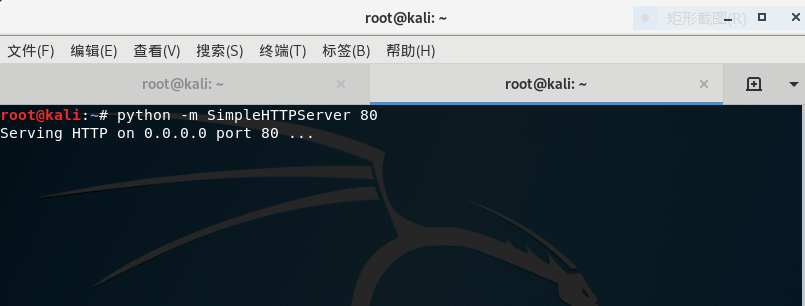 root@kali: ~
矩形截图(R)
文件(F) 编辑(E) 查看(V) 搜索(S) 终端(T) 标签(B) 帮助(H)
root@kali: ~ root@kali: ~
root@kali:~# python -m SimpleHTTPServer 80
Serving HTTP on 0.0.0.0 port 80 ...